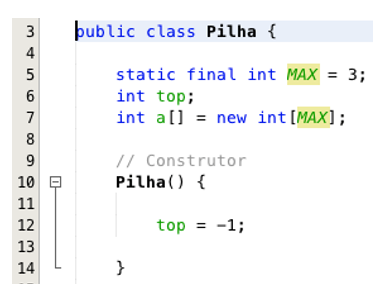 3 public class Pilha {
4
5 static final int MAX = 3;
6 int top;
7 int a[] = new int[MAX];
8
9 // Construtor
10 Pilha() {
11
12 top = -1;
13
14 }